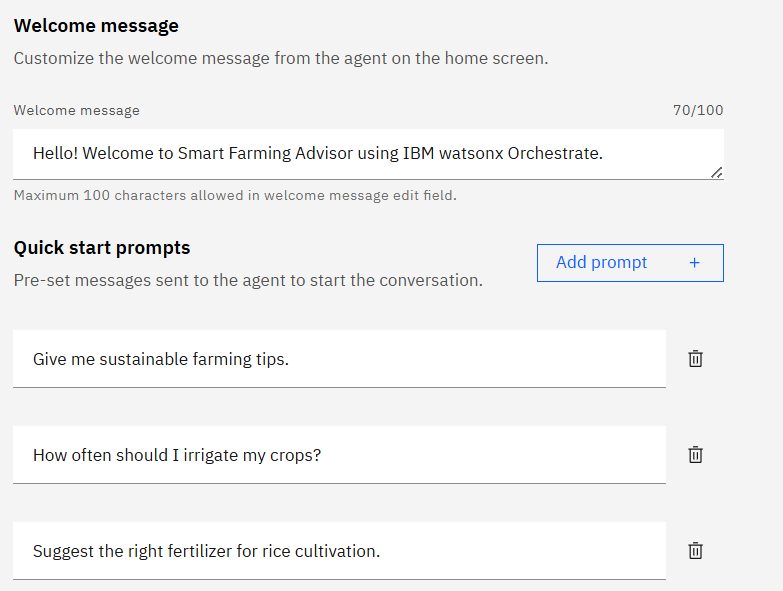 Welcome message
Customize the welcome message from the agent on the home screen.
Welcome message 70/100
Hello! Welcome to Smart Farming Advisor using IBM watsonx Orchestrate.
Maximum 100 characters allowed in welcome message edit field.
Quick start prompts
Add prompt +
Pre-set messages sent to the agent to start the conversation.
Give me sustainable farming tips.
How often should I irrigate my crops?
Suggest the right fertilizer for rice cultivation.